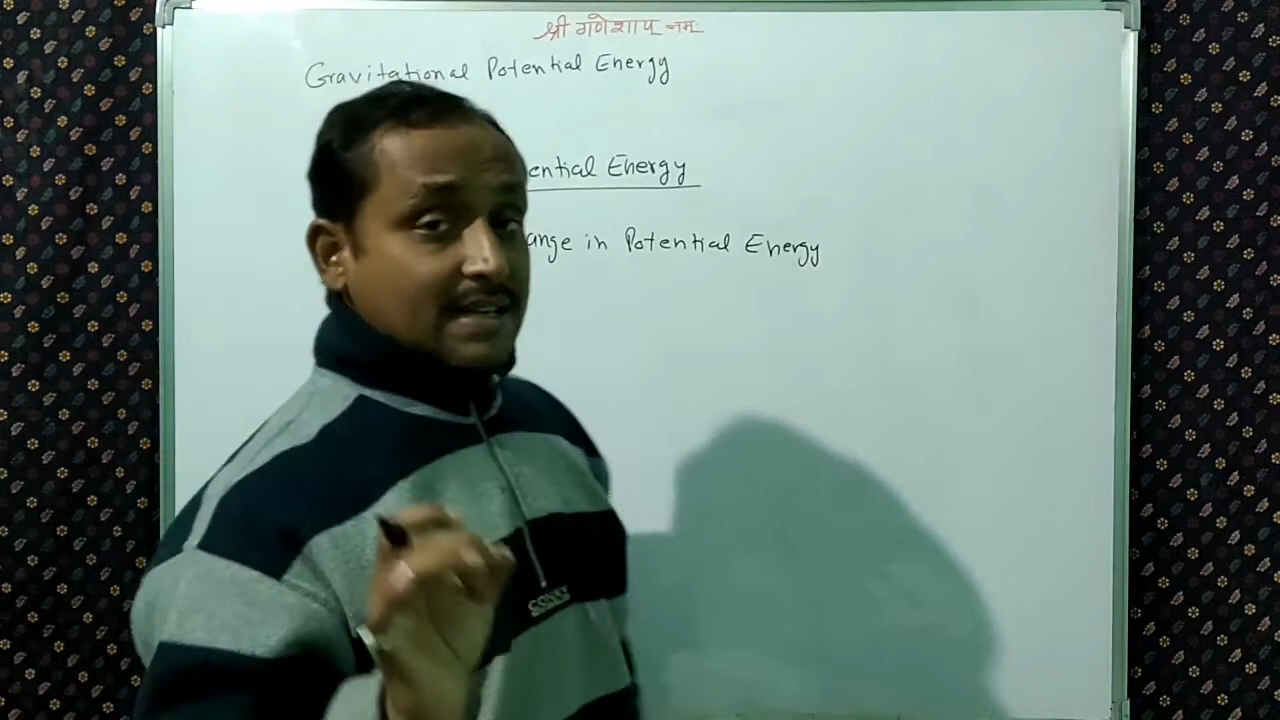 श्री गणेशाय नमः
Gravitational Potential Energy
ential Energy
ange in Potential Energy